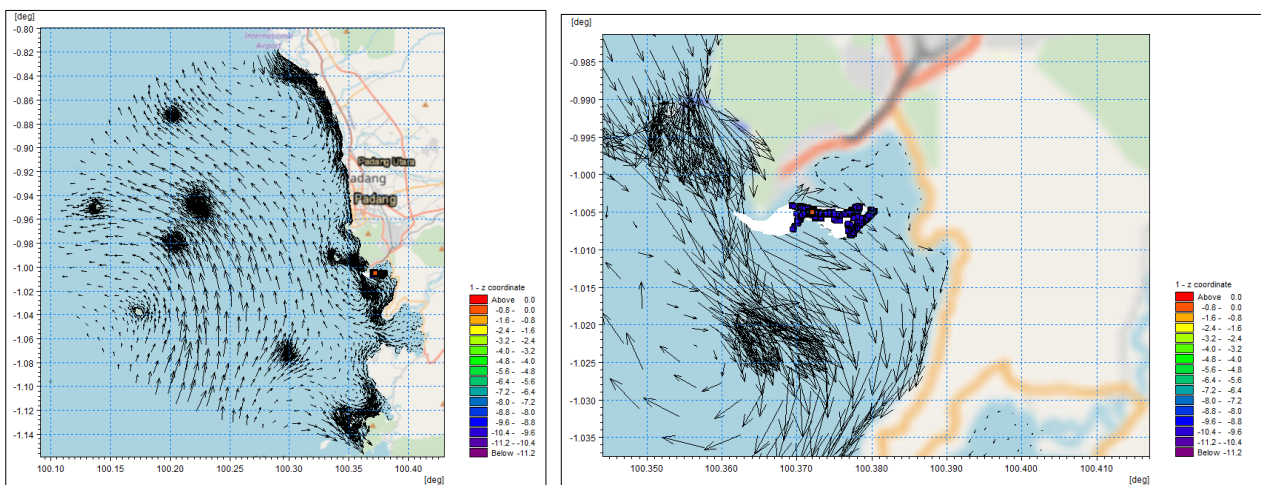 [deg]
-0.80
-0.82
-0.84
-0.86
-0.88
-0.90
-0.92
-0.94
-0.96
-0.98
-1.00
-1.02
-1.04
-1.06
-1.08
-1.10
-1.12
-1.14
100.10 100.15 100.20 100.25 100.30 100.35 100.40
[deg]
International
Airport
Padang Utara
Padang
Padang
1 - z coordinate
Above 0.0
-0.8 - 0.0
-1.6 - -0.8
-2.4 - -1.6
-3.2 - -2.4
-4.0 - -3.2
-4.8 - -4.0
-5.6 - -4.8
-6.4 - -5.6
-7.2 - -6.4
-8.0 - -7.2
-8.8 - -8.0
-9.6 - -8.8
-10.4 - -9.6
-11.2 - -10.4
Below -11.2
[deg]
-0.985
-0.990
-0.995
-1.000
-1.005
-1.010
-1.015
-1.020
-1.025
-1.030
-1.035
100.350 100.360 100.370 100.380 100.390 100.400 100.410
[deg]
1 - z coordinate
Above 0.0
-0.8 - 0.0
-1.6 - -0.8
-2.4 - -1.6
-3.2 - -2.4
-4.0 - -3.2
-4.8 - -4.0
-5.6 - -4.8
-6.4 - -5.6
-7.2 - -6.4
-8.0 - -7.2
-8.8 - -8.0
-9.6 - -8.8
-10.4 - -9.6
-11.2 - -10.4
Below -11.2